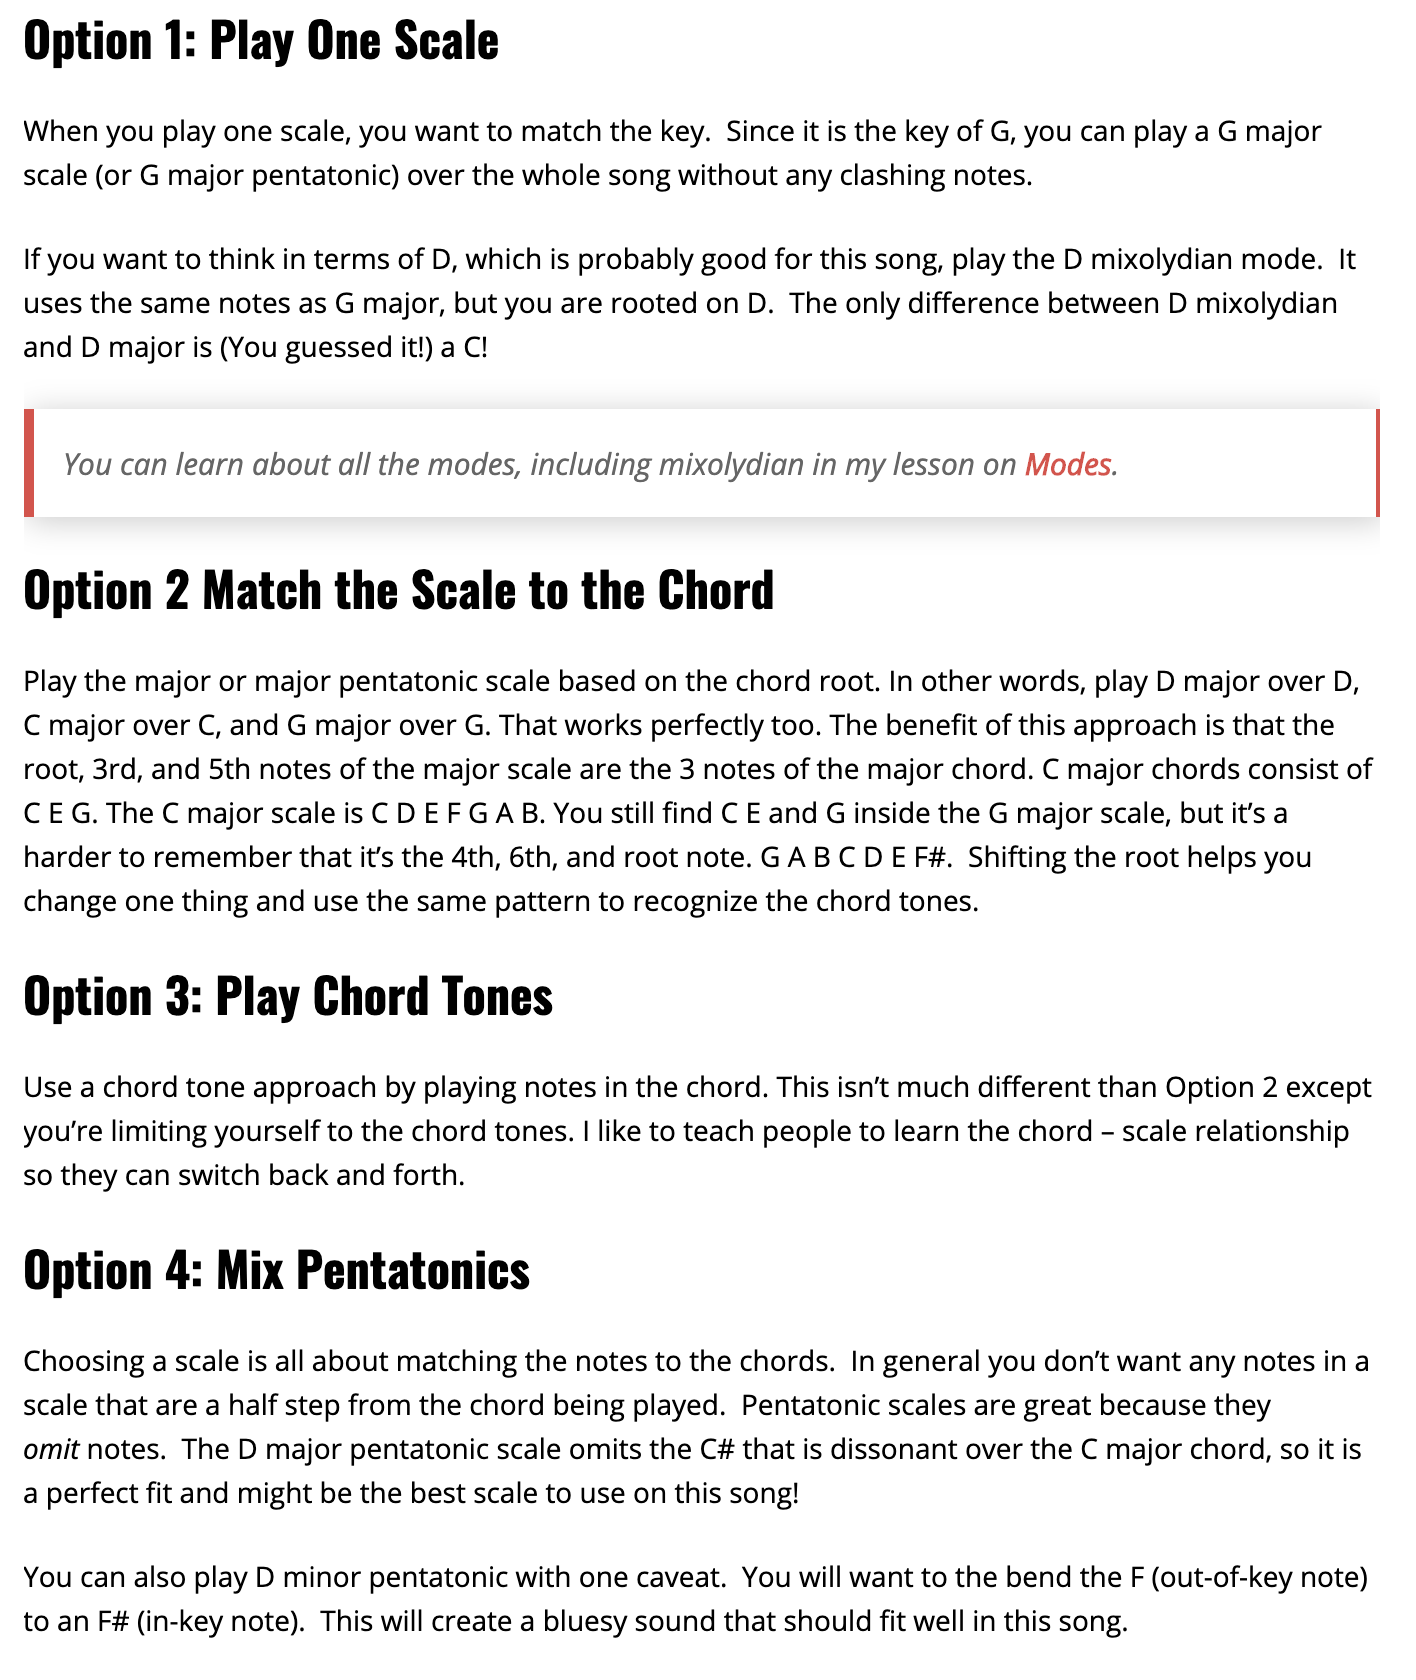 Option 1: Play One Scale
When you play one scale, you want to match the key.  Since it is the key of G, you can play a G major
scale (or G major pentatonic) over the whole song without any clashing notes.
If you want to think in terms of D, which is probably good for this song, play the D mixolydian mode.  It
uses the same notes as G major, but you are rooted on D.  The only difference between D mixolydian
and D major is (You guessed it!) a C!
You can learn about all the modes, including mixolydian in my lesson on Modes.
Option 2 Match the Scale to the Chord
Play the major or major pentatonic scale based on the chord root. In other words, play D major over D,
C major over C, and G major over G. That works perfectly too. The benefit of this approach is that the
root, 3rd, and 5th notes of the major scale are the 3 notes of the major chord. C major chords consist of
C E G. The C major scale is C D E F G A B. You still find C E and G inside the G major scale, but it’s a
harder to remember that it’s the 4th, 6th, and root note. G A B C D E F#.  Shifting the root helps you
change one thing and use the same pattern to recognize the chord tones.
Option 3: Play Chord Tones
Use a chord tone approach by playing notes in the chord. This isn’t much different than Option 2 except
you’re limiting yourself to the chord tones. I like to teach people to learn the chord – scale relationship
so they can switch back and forth.
Option 4: Mix Pentatonics
Choosing a scale is all about matching the notes to the chords.  In general you don’t want any notes in a
scale that are a half step from the chord being played.  Pentatonic scales are great because they
omit notes.  The D major pentatonic scale omits the C# that is dissonant over the C major chord, so it is
a perfect fit and might be the best scale to use on this song!
You can also play D minor pentatonic with one caveat.  You will want to the bend the F (out-of-key note)
to an F# (in-key note).  This will create a bluesy sound that should fit well in this song.